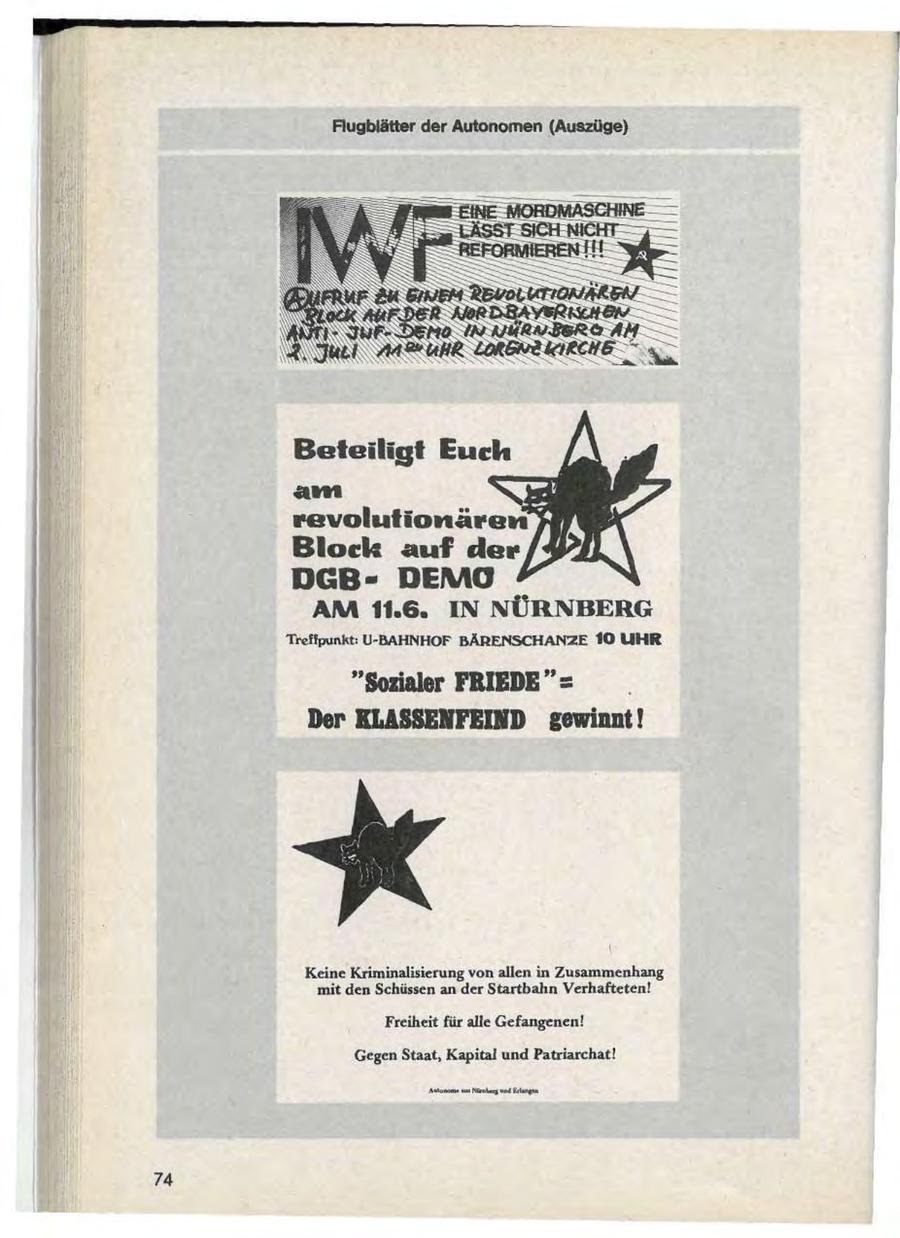 Flugblätter der Autonomen (Auszüge)
IWF
EINE MORDMASCHINE
LÄSST SICH NICHT
REFORMIEREN!!!
AUFRUF ZU EINEM REVOLUTIONÄREN
BLOCK AUF DER NORDBAYERISCHEN
ANTI-IWF-DEMO IN NÜRNBERG AM
2. JULI 11⁰⁰ UHR LORENZKIRCHE
Beteiligt Euch
am
revolutionären
Block auf der
DGB- DEMO
AM 11.6. IN NÜRNBERG
Treffpunkt: U-BAHNHOF BÄRENSCHANZE 10 UHR
"Sozialer FRIEDE"=
Der KLASSENFEIND gewinnt!
Keine Kriminalisierung von allen in Zusammenhang
mit den Schüssen an der Startbahn Verhafteten!
Freiheit für alle Gefangenen!
Gegen Staat, Kapital und Patriarchat!
Autonome aus Nürnberg und Erlangen
74